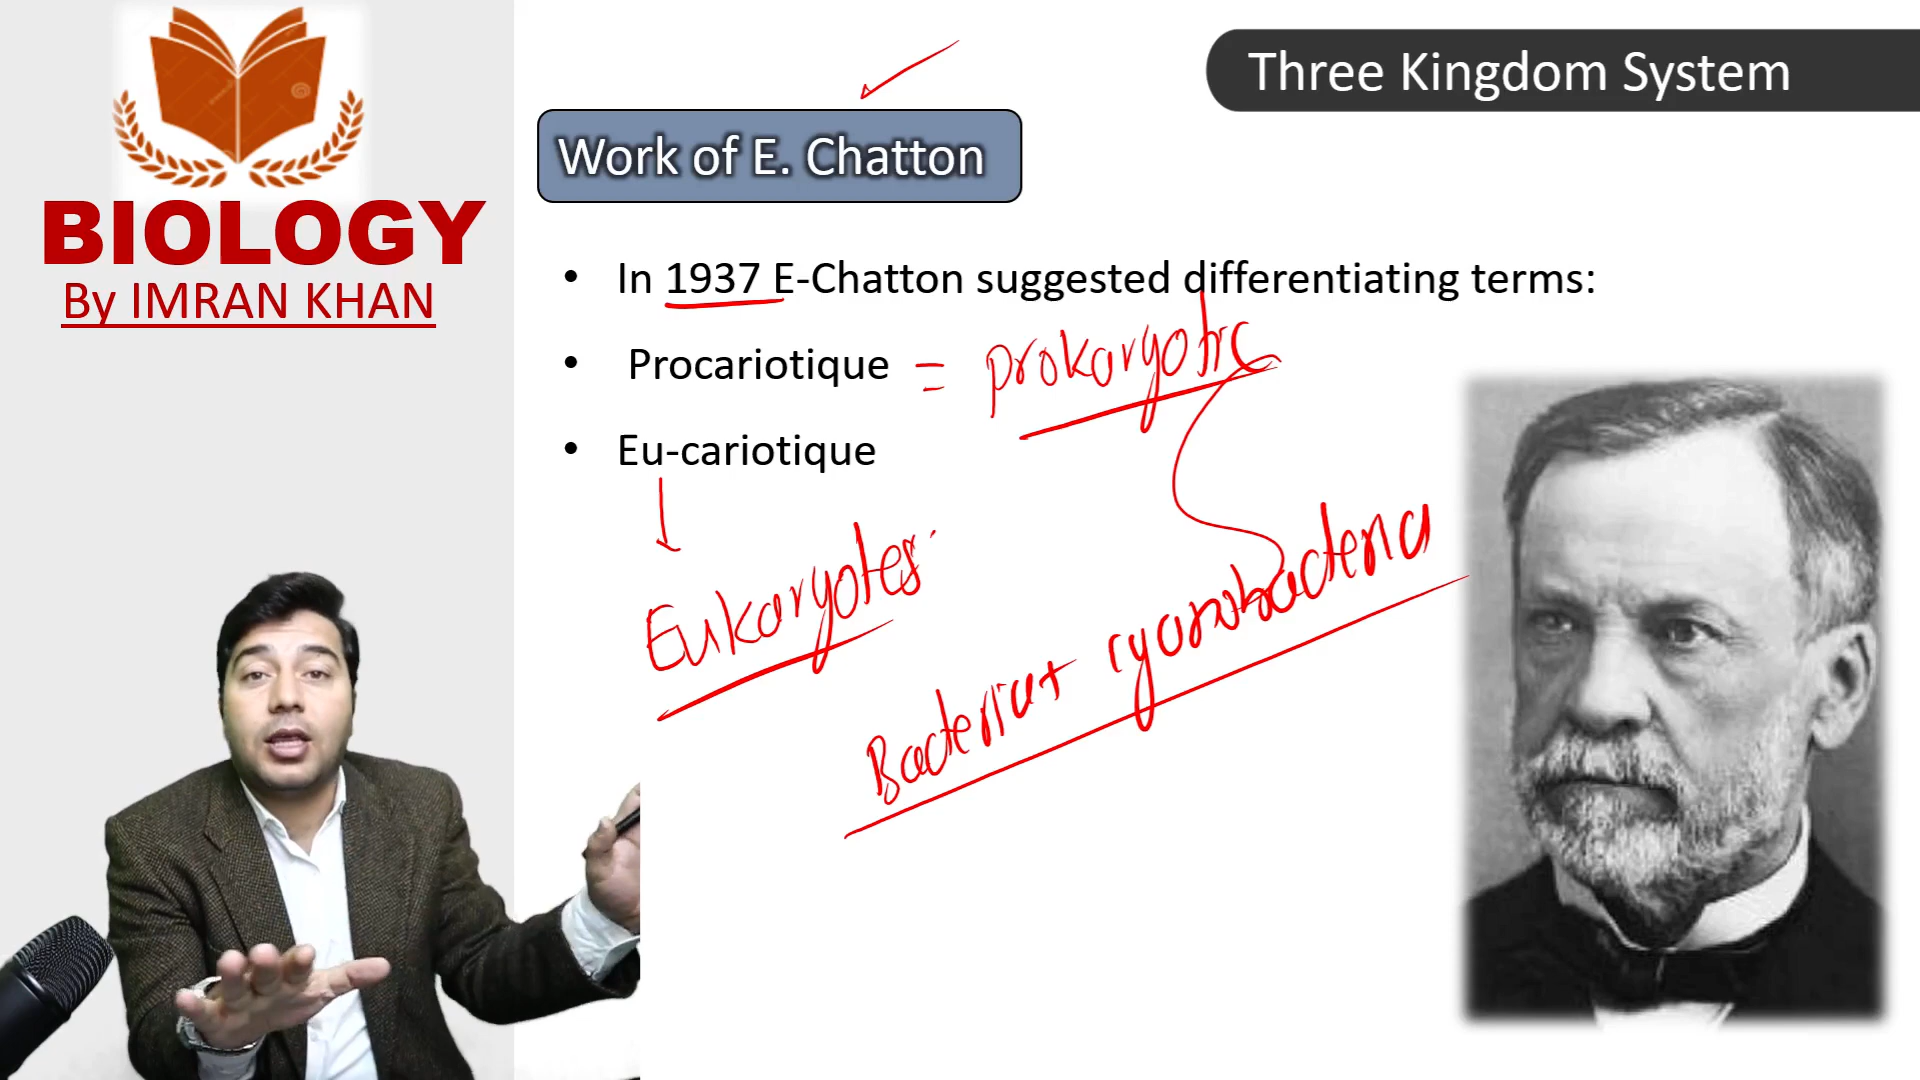 BIOLOGY
By IMRAN KHAN
Three Kingdom System
Work of E. Chatton
• In 1937 E-Chatton suggested differentiating terms:
• Procariotique = prokaryotic
• Eu-cariotique
Eukaryotes
Bacteria + cyanobacteria